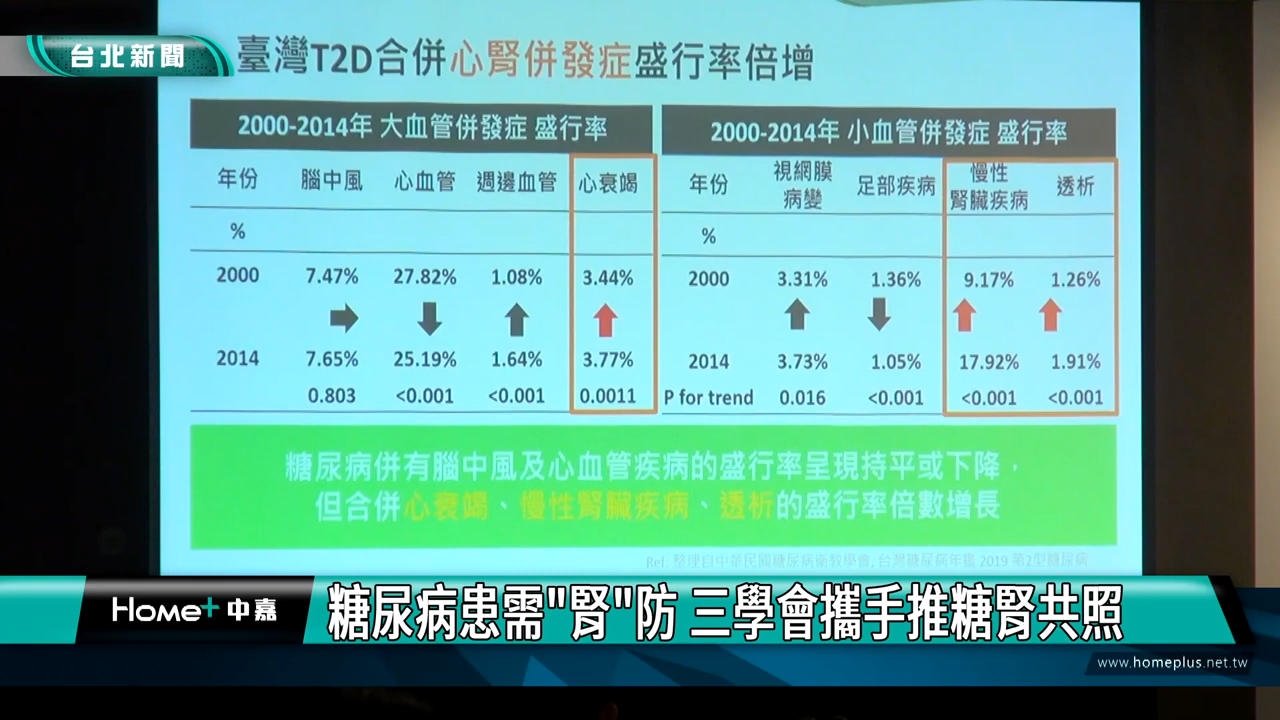 台北新聞
臺灣T2D合併心腎併發症盛行率倍增
2000-2014年 大血管併發症 盛行率
年份 腦中風 心血管 週邊血管 心衰竭
%
2000 7.47% 27.82% 1.08% 3.44%
2014 7.65% 25.19% 1.64% 3.77%
0.803 <0.001 <0.001 0.0011
2000-2014年 小血管併發症 盛行率
年份 視網膜病變 足部疾病 慢性腎臟疾病 透析
%
2000 3.31% 1.36% 9.17% 1.26%
2014 3.73% 1.05% 17.92% 1.91%
P for trend 0.016 <0.001 <0.001 <0.001
糖尿病併有腦中風及心血管疾病的盛行率呈現持平或下降，
但合併心衰竭、慢性腎臟疾病、透析的盛行率倍數增長
Ref: 整理自中華民國糖尿病衛教學會, 台灣糖尿病年鑑 2019 第2型糖尿病
Home+ 中嘉
糖尿病患需"腎"防 三學會攜手推糖腎共照
www.homeplus.net.tw